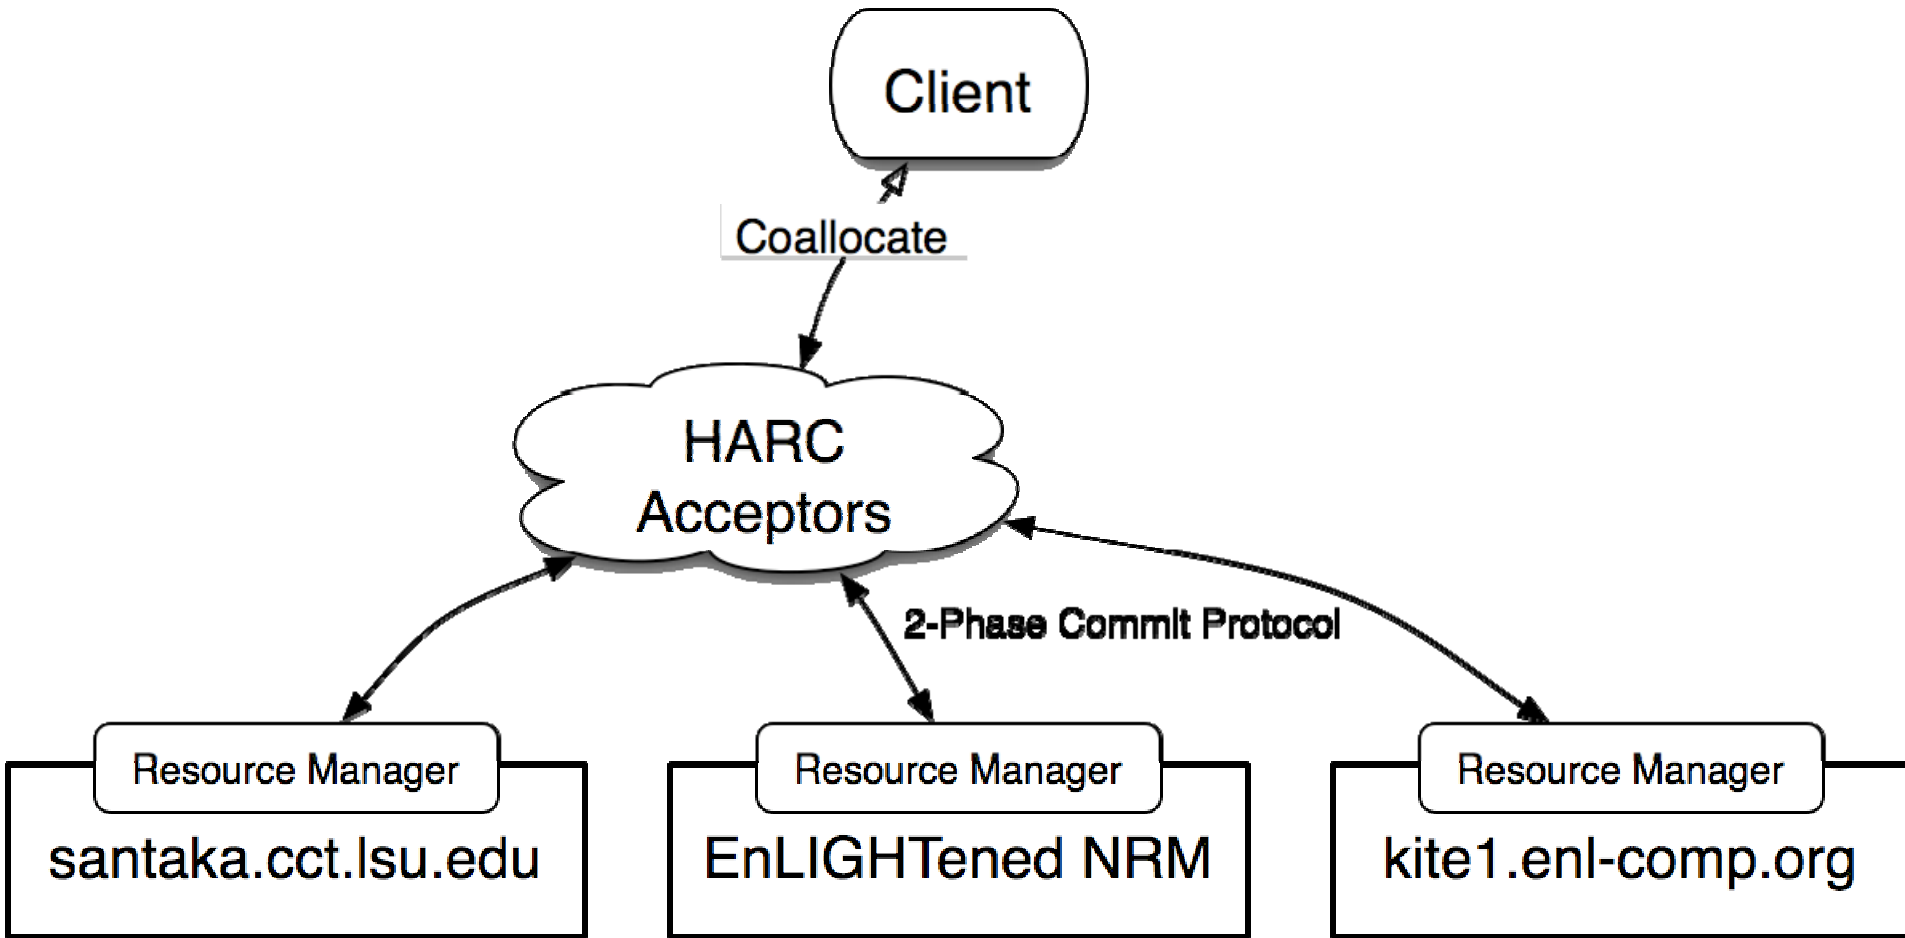 Client
Coallocate
HARC
Acceptors
2-Phase Commit Protocol
Resource Manager
santaka.cct.lsu.edu
Resource Manager
EnLIGHTened NRM
Resource Manager
kite1.enl-comp.org